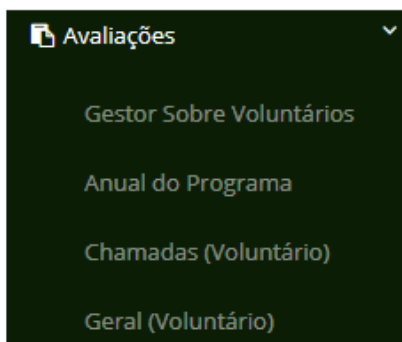 Avaliações
Gestor Sobre Voluntários
Anual do Programa
Chamadas (Voluntário)
Geral (Voluntário)